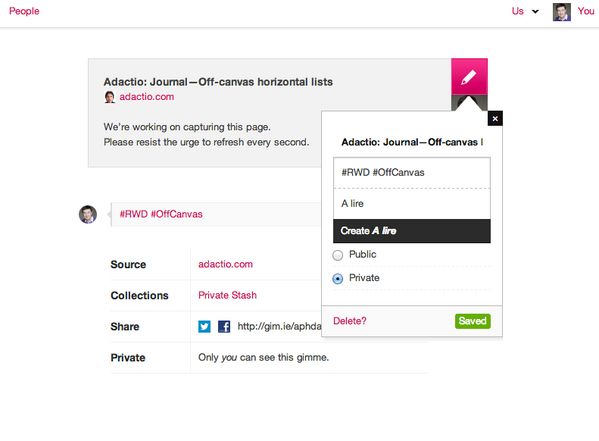 People
Us
You
Adactio: Journal—Off-canvas horizontal lists
adactio.com
We're working on capturing this page.
Please resist the urge to refresh every second.
Adactio: Journal—Off-canvas
#RWD #OffCanvas
A lire
Create A lire
Public
Private
Delete?
Saved
#RWD #OffCanvas
Source
adactio.com
Collections
Private Stash
Share
http://gim.ie/aphda
Private
Only you can see this gimme.